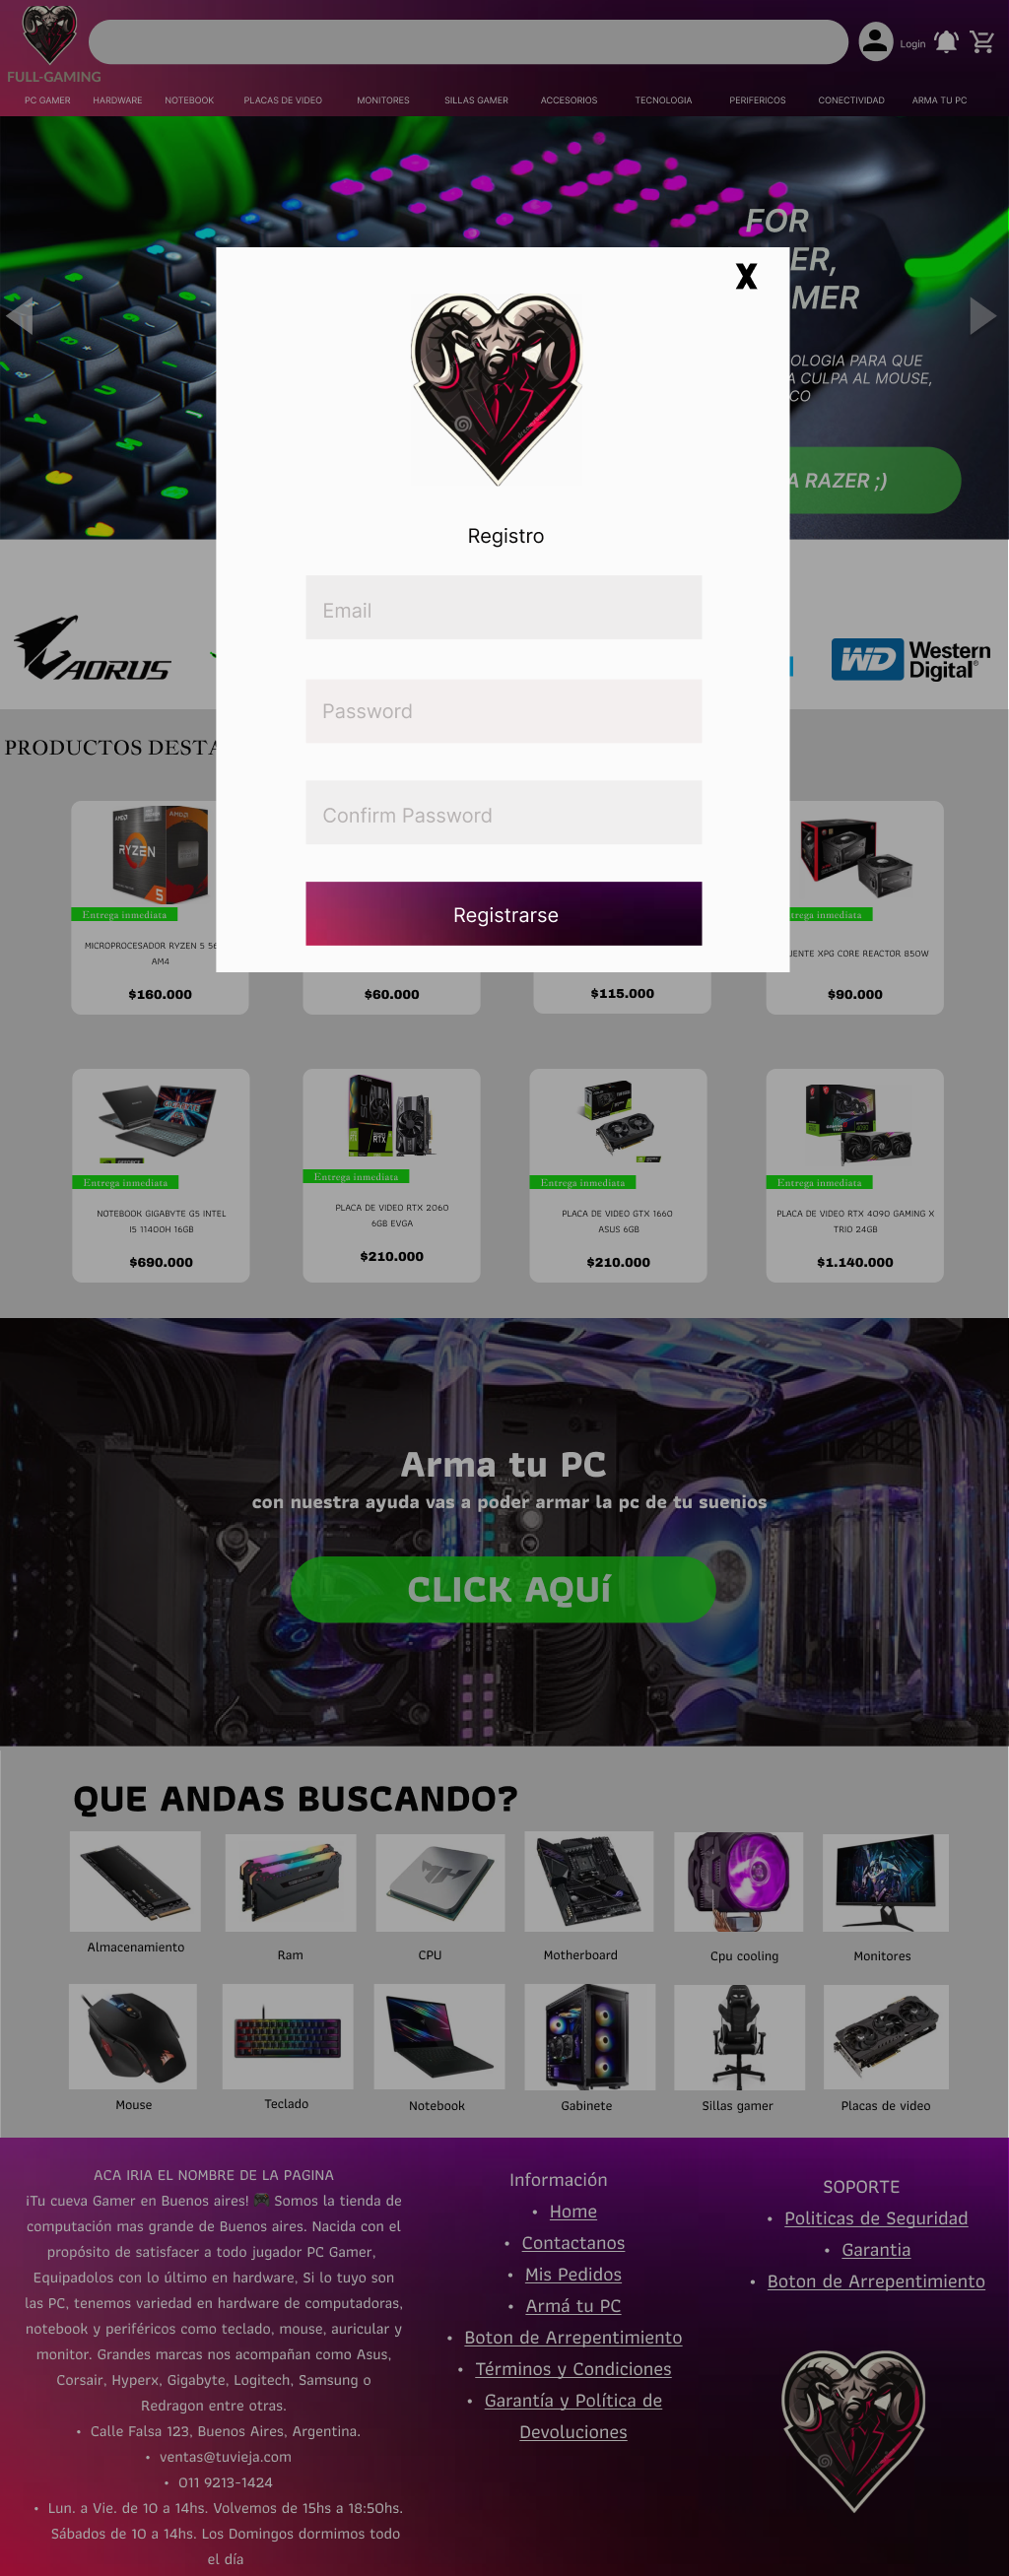 FULL-GAMING
Login
PC GAMER HARDWARE NOTEBOOK PLACAS DE VIDEO MONITORES SILLAS GAMER ACCESORIOS TECNOLOGIA PERIFERICOS CONECTIVIDAD ARMA TU PC
FOR
ER,
MER
OLOGIA PARA QUE
A CULPA AL MOUSE,
CO
A RAZER ;)
X
Registro
Email
Password
Confirm Password
Registrarse
AORUS
WD Western
Digital®
PRODUCTOS DESTA
AMD
RYZEN
5
Entrega inmediata
MICROPROCESADOR RYZEN 5 56
AM4
$160.000
$60.000
$115.000
trega inmediata
ENTE XPG CORE REACTOR 850W
$90.000
Entrega inmediata
NOTEBOOK GIGABYTE G5 INTEL
I5 11400H 16GB
$690.000
Entrega inmediata
PLACA DE VIDEO RTX 2060
6GB EVGA
$210.000
Entrega inmediata
PLACA DE VIDEO GTX 1660
ASUS 6GB
$210.000
Entrega inmediata
PLACA DE VIDEO RTX 4090 GAMING X
TRIO 24GB
$1.140.000
Arma tu PC
con nuestra ayuda vas a poder armar la pc de tu suenios
CLICK AQUí
QUE ANDAS BUSCANDO?
Almacenamiento
Ram
CPU
Motherboard
Cpu cooling
Monitores
Mouse
Teclado
Notebook
Gabinete
Sillas gamer
Placas de video
ACA IRIA EL NOMBRE DE LA PAGINA
¡Tu cueva Gamer en Buenos aires! 🎮 Somos la tienda de
computación mas grande de Buenos aires. Nacida con el
propósito de satisfacer a todo jugador PC Gamer,
Equipadolos con lo último en hardware, Si lo tuyo son
las PC, tenemos variedad en hardware de computadoras,
notebook y periféricos como teclado, mouse, auricular y
monitor. Grandes marcas nos acompañan como Asus,
Corsair, Hyperx, Gigabyte, Logitech, Samsung o
Redragon entre otras.
• Calle Falsa 123, Buenos Aires, Argentina.
• ventas@tuvieja.com
• 011 9213-1424
• Lun. a Vie. de 10 a 14hs. Volvemos de 15hs a 18:50hs.
Sábados de 10 a 14hs. Los Domingos dormimos todo
el día
Información
• Home
• Contactanos
• Mis Pedidos
• Armá tu PC
• Boton de Arrepentimiento
• Términos y Condiciones
• Garantía y Política de
Devoluciones
SOPORTE
• Politicas de Seguridad
• Garantia
• Boton de Arrepentimiento